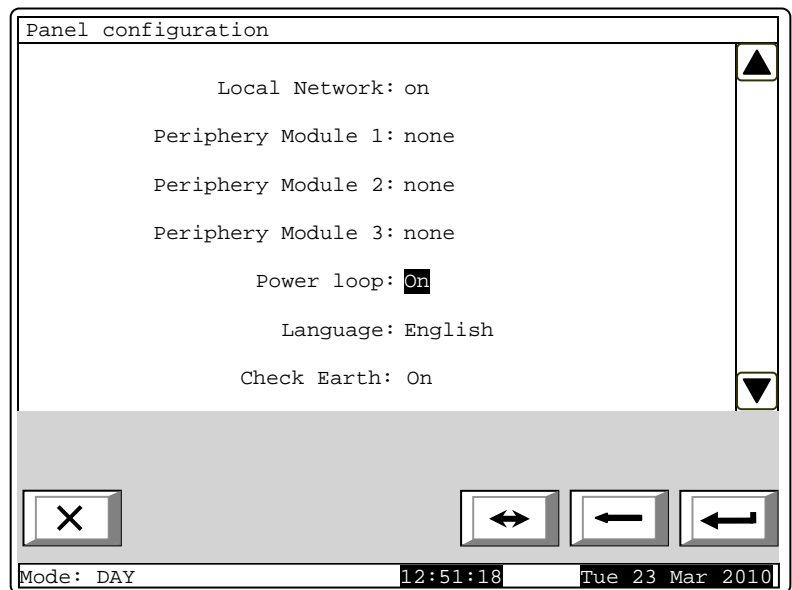 Panel configuration
Local Network: on
Periphery Module 1: none
Periphery Module 2: none
Periphery Module 3: none
Power loop: On
Language: English
Check Earth: On
Mode: DAY 12:51:18 Tue 23 Mar 2010